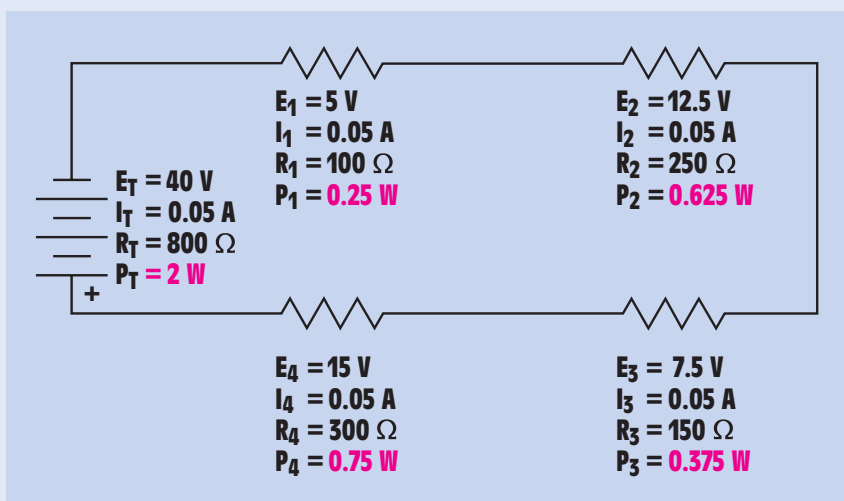 E1 = 5 V
I1 = 0.05 A
R1 = 100 Ω
P1 = 0.25 W
E2 = 12.5 V
I2 = 0.05 A
R2 = 250 Ω
P2 = 0.625 W
ET = 40 V
IT = 0.05 A
RT = 800 Ω
PT = 2 W
+
E4 = 15 V
I4 = 0.05 A
R4 = 300 Ω
P4 = 0.75 W
E3 = 7.5 V
I3 = 0.05 A
R3 = 150 Ω
P3 = 0.375 W